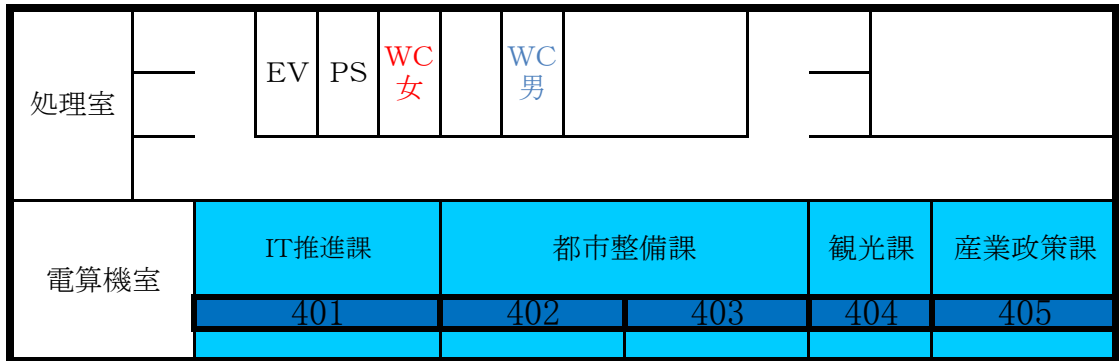 処理室
EV
PS
WC
女
WC
男
電算機室
IT推進課
都市整備課
観光課
産業政策課
401
402
403
404
405